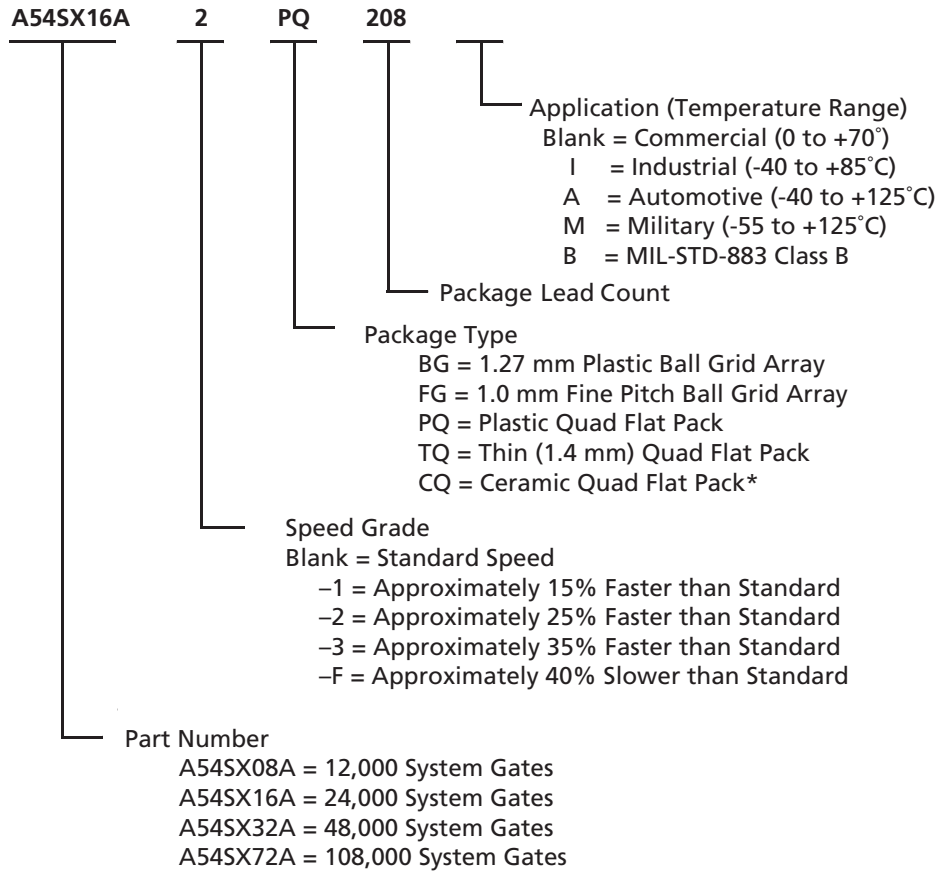 A54SX16A 2 PQ 208
Application (Temperature Range)
Blank = Commercial (0 to +70˚)
I = Industrial (-40 to +85˚C)
A = Automotive (-40 to +125˚C)
M = Military (-55 to +125˚C)
B = MIL-STD-883 Class B
Package Lead Count
Package Type
BG = 1.27 mm Plastic Ball Grid Array
FG = 1.0 mm Fine Pitch Ball Grid Array
PQ = Plastic Quad Flat Pack
TQ = Thin (1.4 mm) Quad Flat Pack
CQ = Ceramic Quad Flat Pack*
Speed Grade
Blank = Standard Speed
–1 = Approximately 15% Faster than Standard
–2 = Approximately 25% Faster than Standard
–3 = Approximately 35% Faster than Standard
–F = Approximately 40% Slower than Standard
Part Number
A54SX08A = 12,000 System Gates
A54SX16A = 24,000 System Gates
A54SX32A = 48,000 System Gates
A54SX72A = 108,000 System Gates